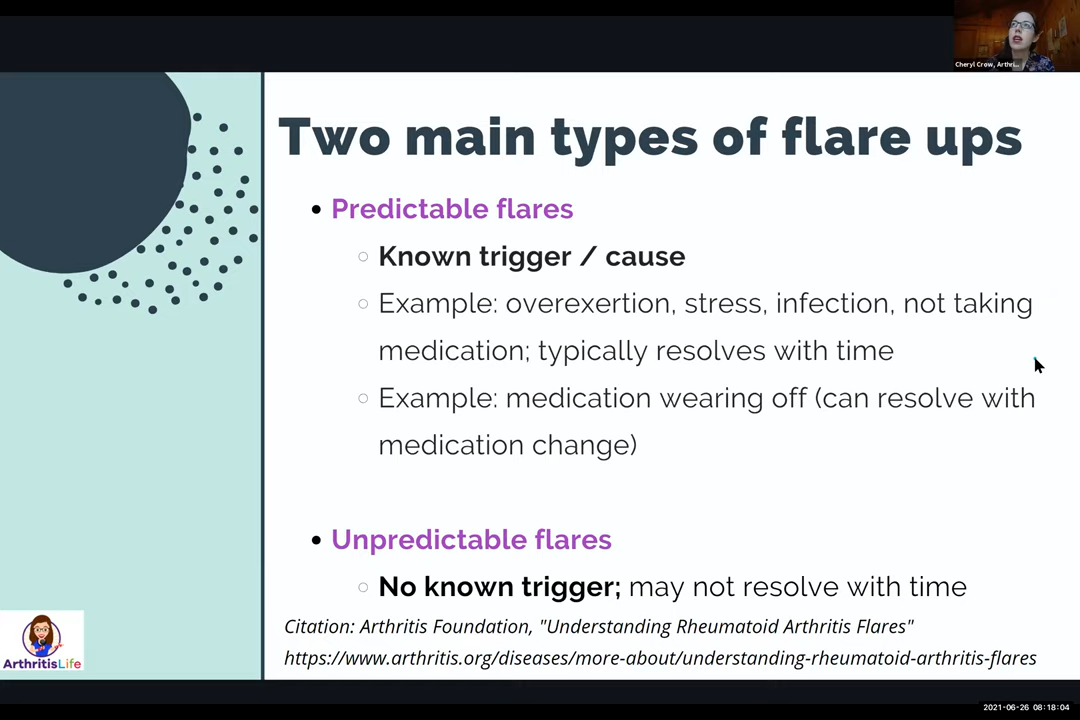 Cheryl Crow, Arthri...
Two main types of flare ups
Predictable flares
Known trigger / cause
Example: overexertion, stress, infection, not taking
medication; typically resolves with time
Example: medication wearing off (can resolve with
medication change)
Unpredictable flares
No known trigger; may not resolve with time
Citation: Arthritis Foundation, "Understanding Rheumatoid Arthritis Flares"
https://www.arthritis.org/diseases/more-about/understanding-rheumatoid-arthritis-flares
ArthritisLife
2021-06-26 08:18:04